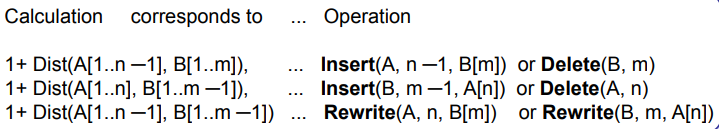 Calculation corresponds to ... Operation
1+ Dist(A[1..n —1], B[1..m]), ... Insert(A, n —1, B[m]) or Delete(B, m)
1+ Dist(A[1..n], B[1..m —1]), ... Insert(B, m —1, A[n]) or Delete(A, n)
1+ Dist(A[1..n —1], B[1..m —1]) ... Rewrite(A, n, B[m]) or Rewrite(B, m, A[n])